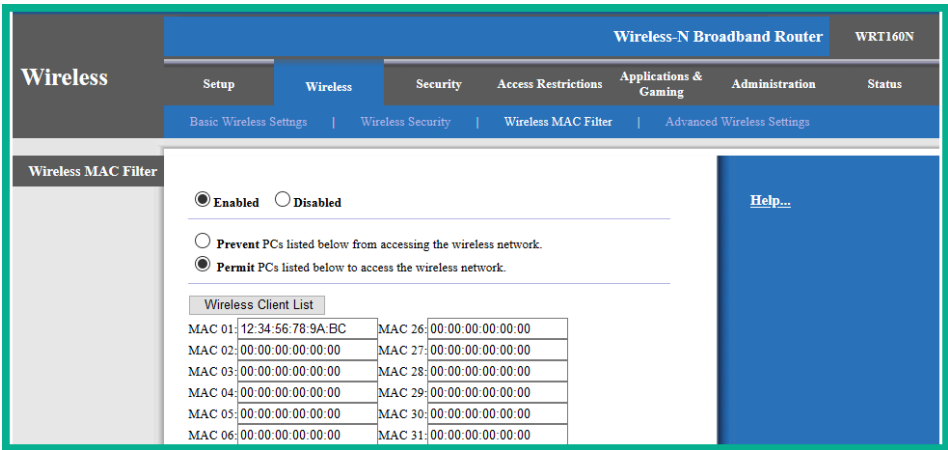 Wireless-N Broadband Router WRT160N
Wireless
Setup Wireless Security Access Restrictions Applications & Gaming Administration Status
Basic Wireless Settngs | Wireless Security | Wireless MAC Filter | Advanced Wireless Settings
Wireless MAC Filter
Enabled Disabled
Help...
Prevent PCs listed below from accessing the wireless network.
Permit PCs listed below to access the wireless network.
Wireless Client List
MAC 01: 12:34:56:78:9A:BC MAC 26: 00:00:00:00:00:00
MAC 02: 00:00:00:00:00:00 MAC 27: 00:00:00:00:00:00
MAC 03: 00:00:00:00:00:00 MAC 28: 00:00:00:00:00:00
MAC 04: 00:00:00:00:00:00 MAC 29: 00:00:00:00:00:00
MAC 05: 00:00:00:00:00:00 MAC 30: 00:00:00:00:00:00
MAC 06: 00:00:00:00:00:00 MAC 31: 00:00:00:00:00:00